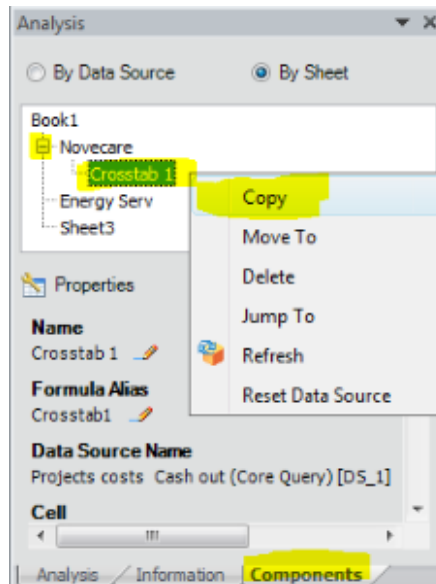 Analysis
By Data Source By Sheet
Book1
Novecare
Crosstab 1
Energy Serv
Sheet3
Copy
Move To
Delete
Jump To
Refresh
Reset Data Source
Properties
Name
Crosstab 1
Formula Alias
Crosstab1
Data Source Name
Projects costs Cash out (Core Query) [DS_1]
Cell
Analysis Information Components